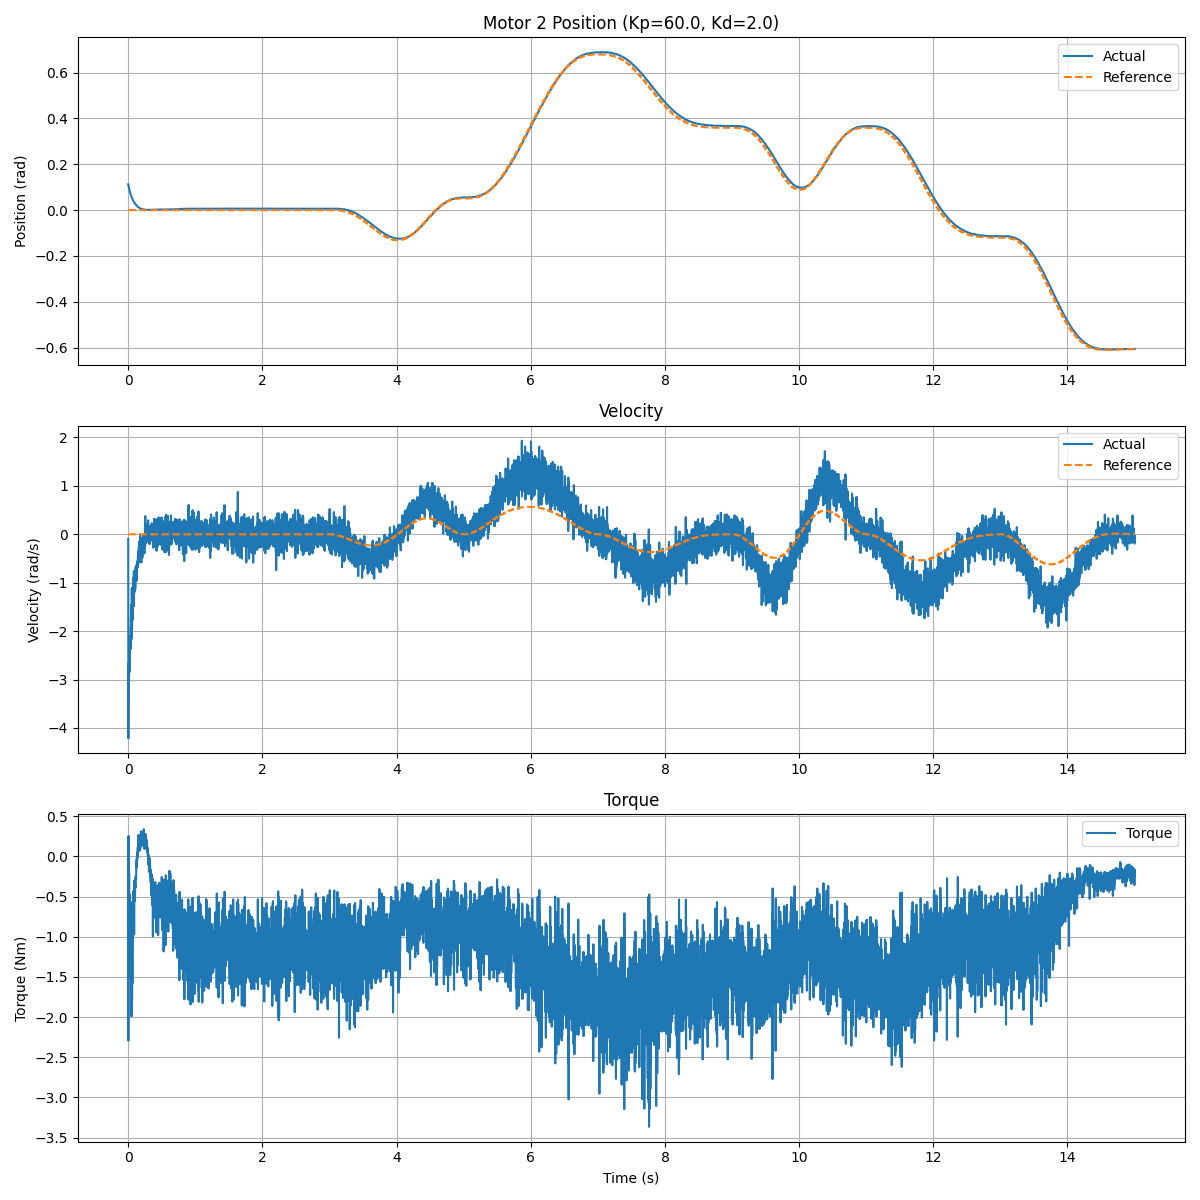 Motor 2 Position (Kp=60.0, Kd=2.0)
Actual
Reference
Position (rad)
0.6
0.4
0.2
0.0
−0.2
−0.4
−0.6
0 2 4 6 8 10 12 14
Velocity
Actual
Reference
Velocity (rad/s)
2
1
0
−1
−2
−3
−4
0 2 4 6 8 10 12 14
Torque
Torque
Torque (Nm)
0.5
0.0
−0.5
−1.0
−1.5
−2.0
−2.5
−3.0
−3.5
0 2 4 6 8 10 12 14
Time (s)